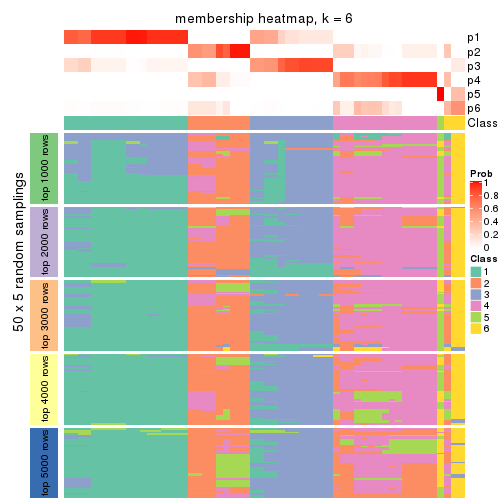 membership heatmap, k = 6
p1
p2
p3
p4
p5
p6
Class
50 x 5 random samplings
top 1000 rows
top 2000 rows
top 3000 rows
top 4000 rows
top 5000 rows
Prob
1
0.8
0.6
0.4
0.2
0
Class
1
2
3
4
5
6